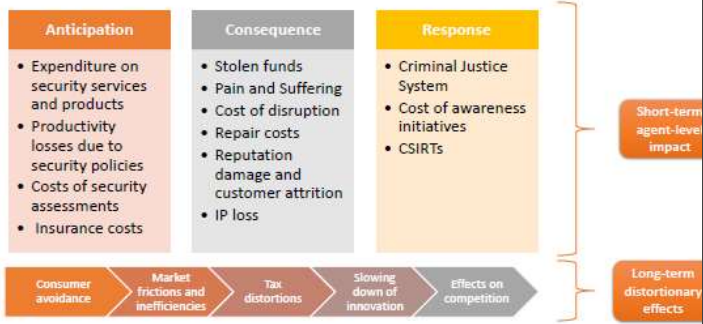 Anticipation
• Expenditure on
security services
and products
• Productivity
losses due to
security policies
• Costs of security
assessments
• Insurance costs
Consequence
• Stolen funds
• Pain and Suffering
• Cost of disruption
• Repair costs
• Reputation
damage and
customer attrition
• IP loss
Response
• Criminal Justice
System
• Cost of awareness
initiatives
• CSIRTs
Short-term
agent-level
impact
Consumer
avoidance
Market
frictions and
inefficiencies
Tax
distortions
Slowing
down of
innovation
Effects on
competition
Long-term
distortionary
effects